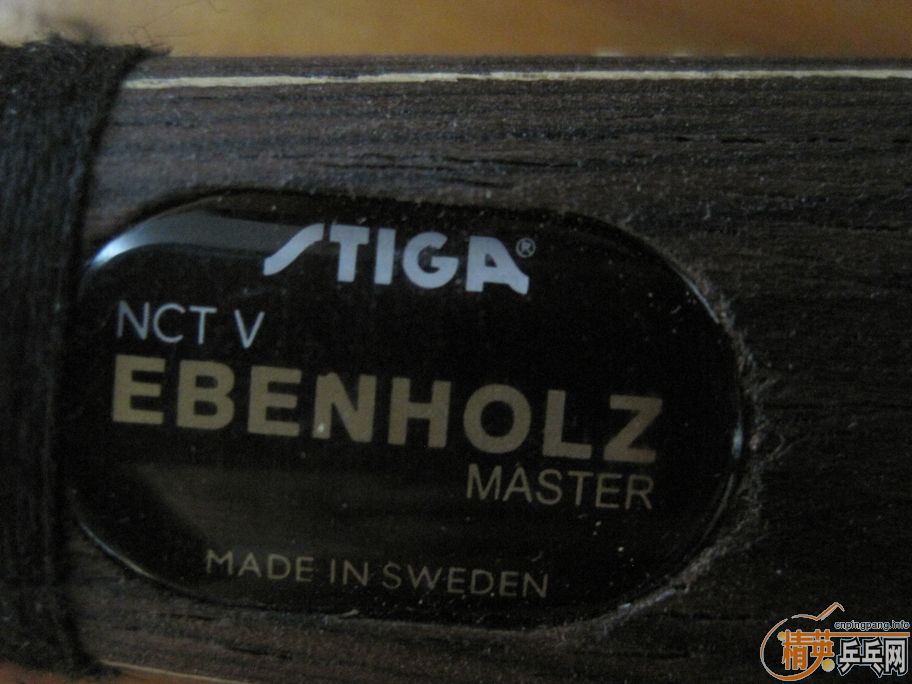 STIGA®
NCT V
EBENHOLZ
MASTER
MADE IN SWEDEN
cnpingpang.info
精英乒乓网